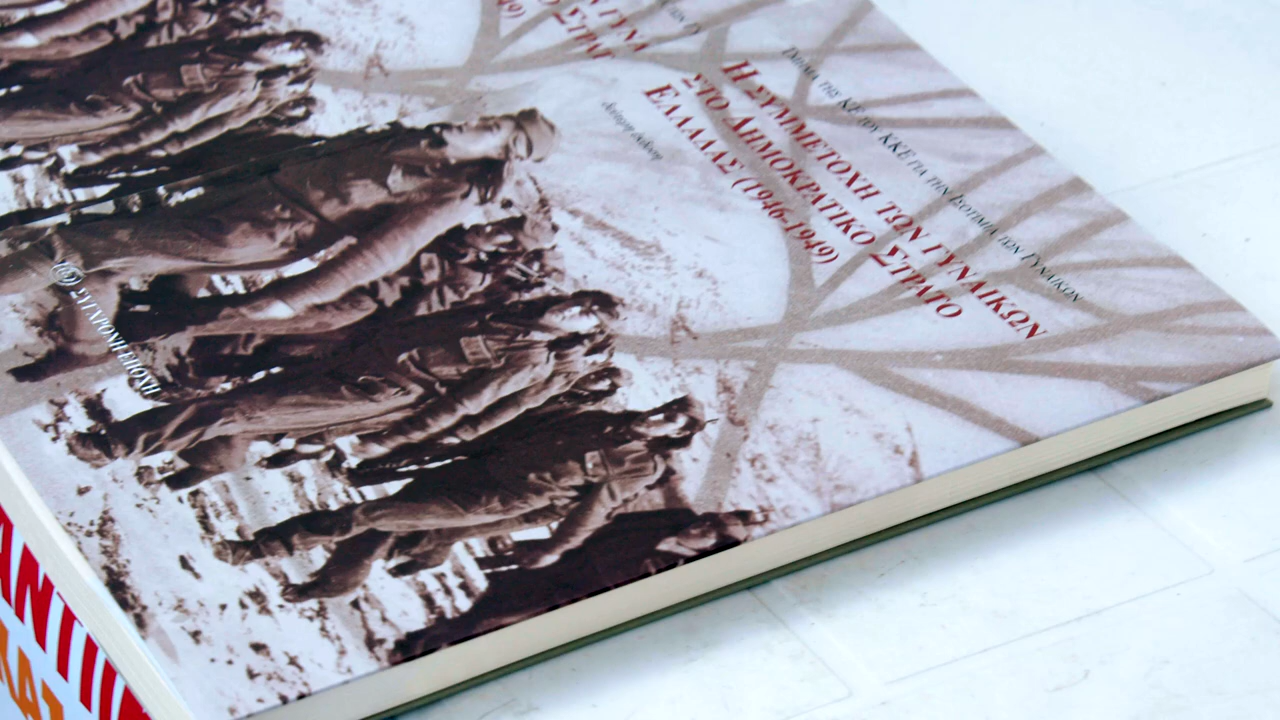 Τμήμα της ΚΕ του ΚΚΕ για την Ισοτιμία των Γυναικών
Η ΣΥΜΜΕΤΟΧΗ ΤΩΝ ΓΥΝΑΙΚΩΝ
ΣΤΟ ΔΗΜΟΚΡΑΤΙΚΟ ΣΤΡΑΤΟ
ΕΛΛΑΔΑΣ (1946-1949)
δεύτερη έκδοση
ΣΥΓΧΡΟΝΗ ΕΠΟΧΗ